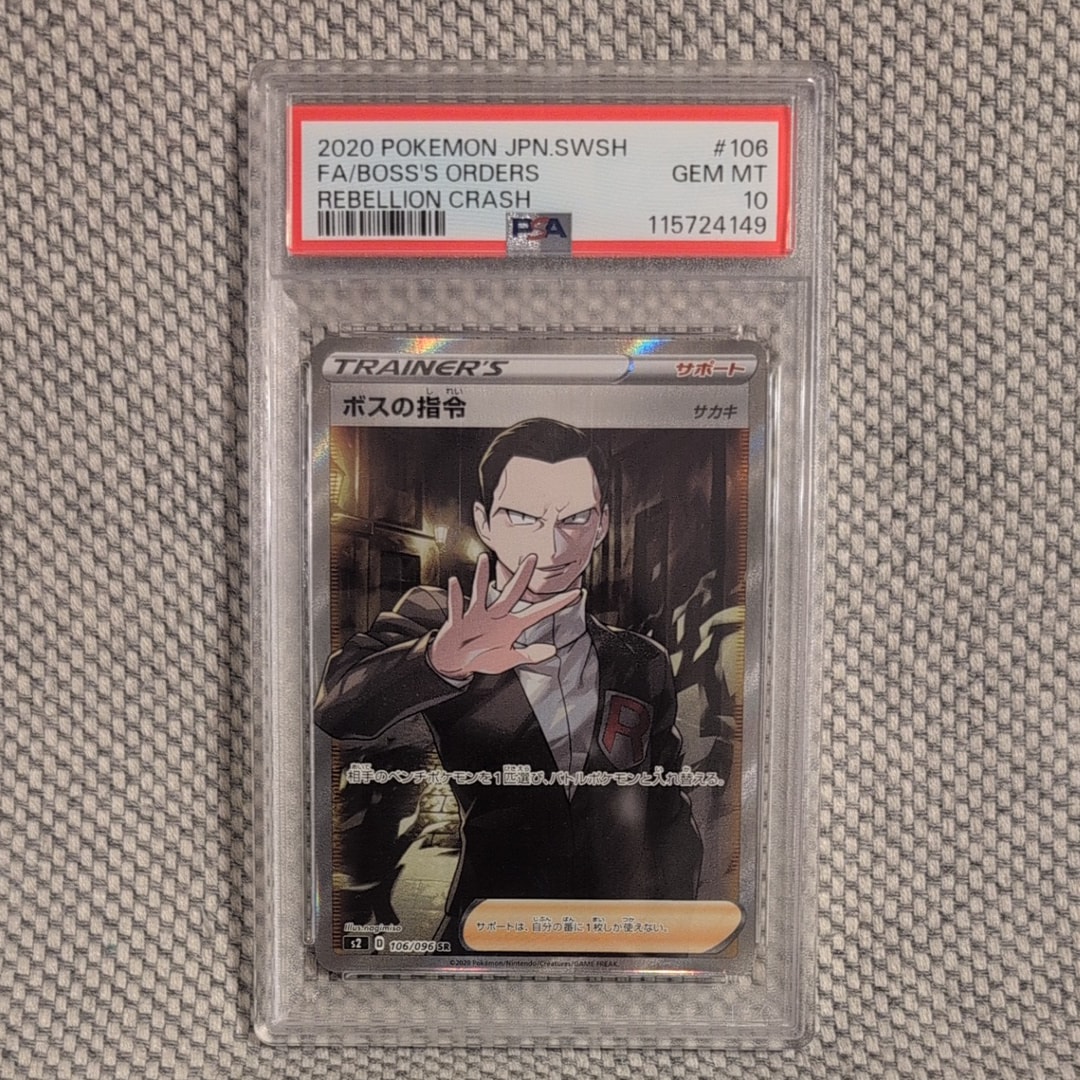 2020 POKEMON JPN.SWSH #106
FA/BOSS'S ORDERS GEM MT
REBELLION CRASH 10
PSA 115724149
TRAINER'S サポート
し れい
ボスの指令 サカキ
R
相手のベンチポケモンを1匹選び、バトルポケモンと入れ替える。
サポートは、自分の番に1枚しか使えない。
illus.nagimiso
s2 D 106/096 SR
©2020 Pokémon/Nintendo/Creatures/GAME FREAK.